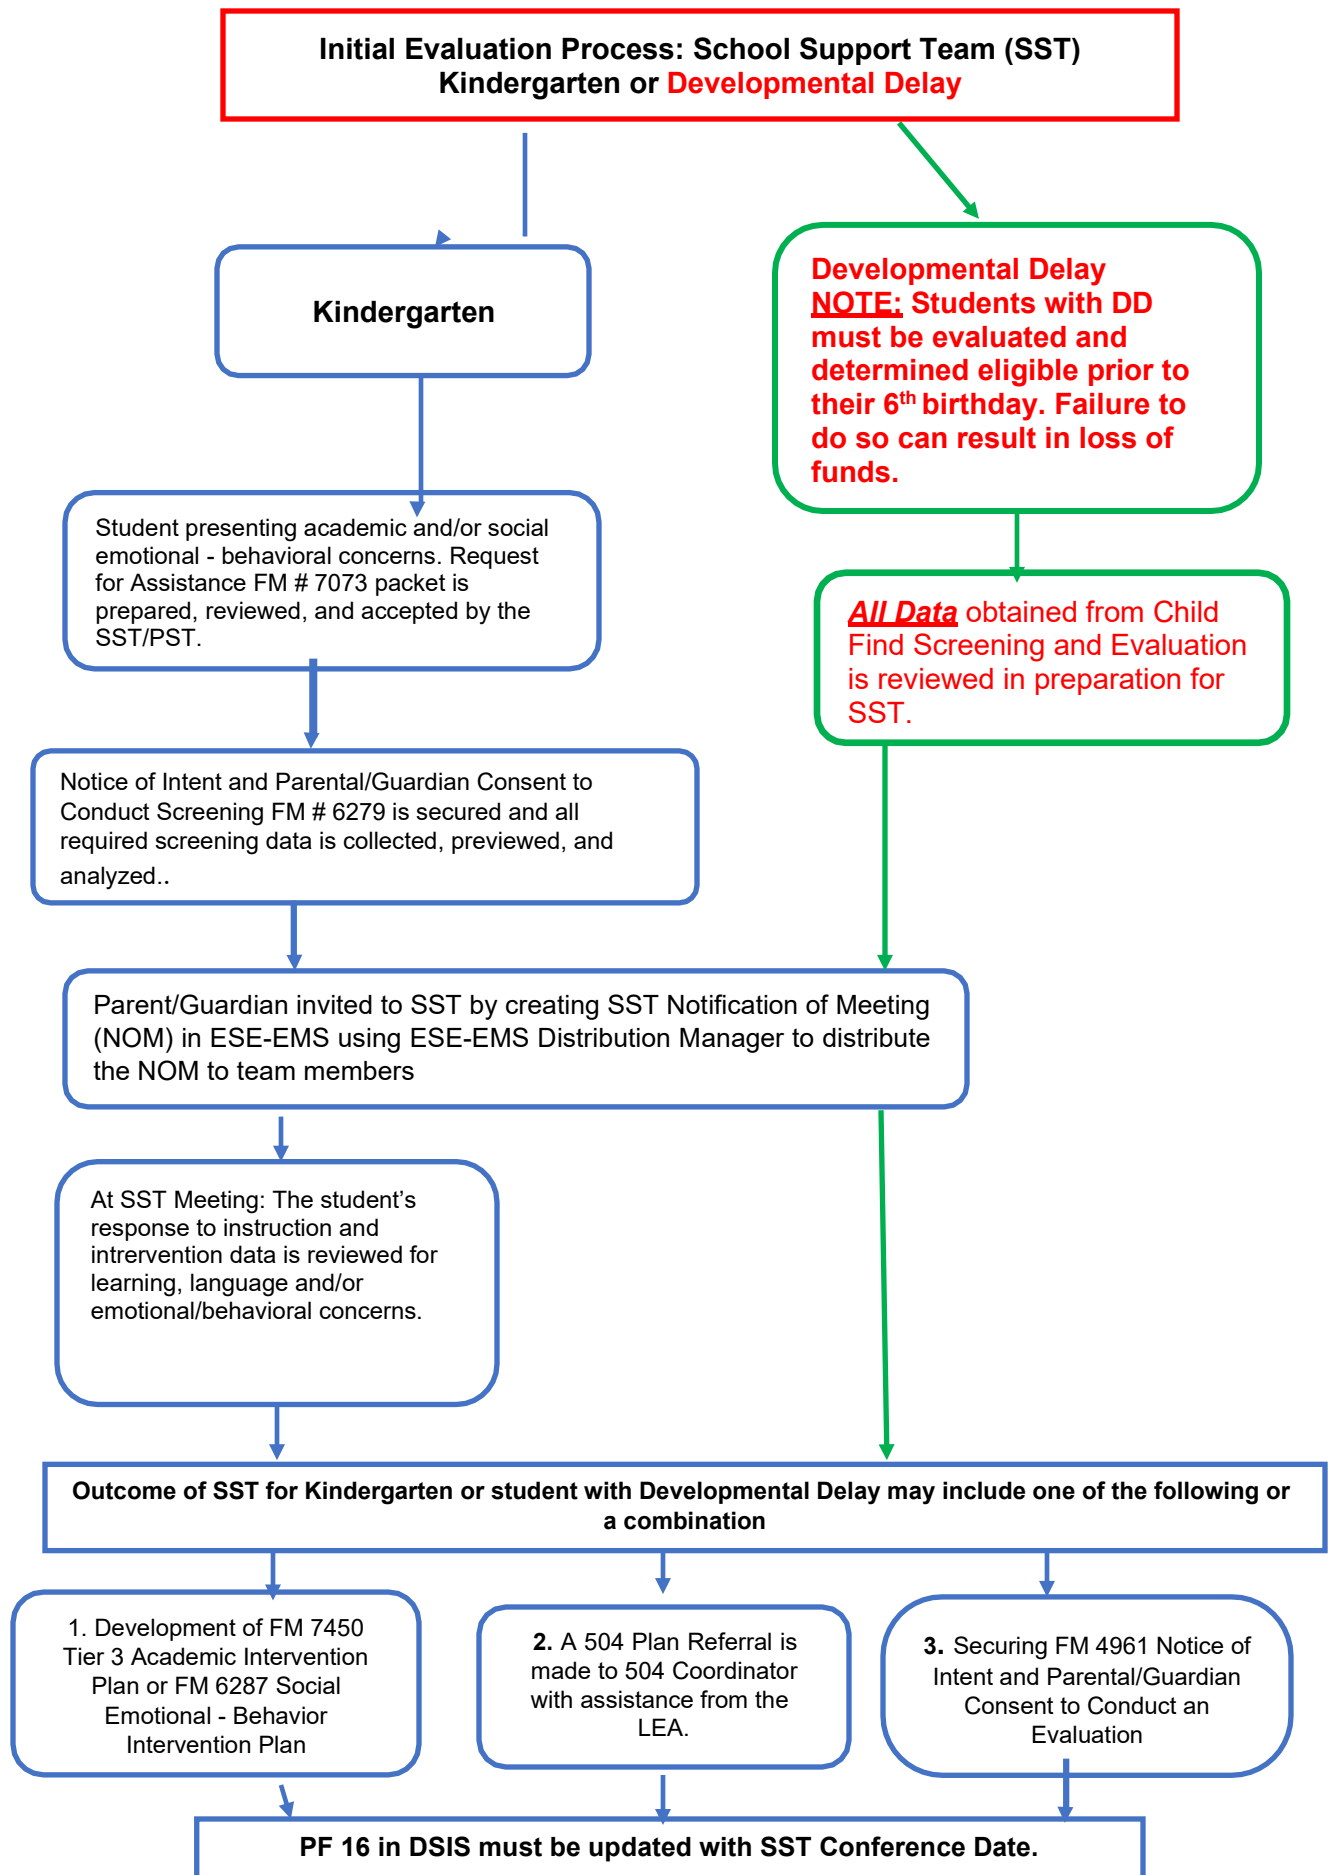 Initial Evaluation Process: School Support Team (SST)
Kindergarten or Developmental Delay
Kindergarten
Developmental Delay
NOTE: Students with DD
must be evaluated and
determined eligible prior to
their 6th birthday. Failure to
do so can result in loss of
funds.
Student presenting academic and/or social
emotional - behavioral concerns. Request
for Assistance FM # 7073 packet is
prepared, reviewed, and accepted by the
SST/PST.
All Data obtained from Child
Find Screening and Evaluation
is reviewed in preparation for
SST.
Notice of Intent and Parental/Guardian Consent to
Conduct Screening FM # 6279 is secured and all
required screening data is collected, previewed, and
analyzed..
Parent/Guardian invited to SST by creating SST Notification of Meeting
(NOM) in ESE-EMS using ESE-EMS Distribution Manager to distribute
the NOM to team members
At SST Meeting: The student’s
response to instruction and
intrervention data is reviewed for
learning, language and/or
emotional/behavioral concerns.
Outcome of SST for Kindergarten or student with Developmental Delay may include one of the following or
a combination
1. Development of FM 7450
Tier 3 Academic Intervention
Plan or FM 6287 Social
Emotional - Behavior
Intervention Plan
2. A 504 Plan Referral is
made to 504 Coordinator
with assistance from the
LEA.
3. Securing FM 4961 Notice of
Intent and Parental/Guardian
Consent to Conduct an
Evaluation
PF 16 in DSIS must be updated with SST Conference Date.